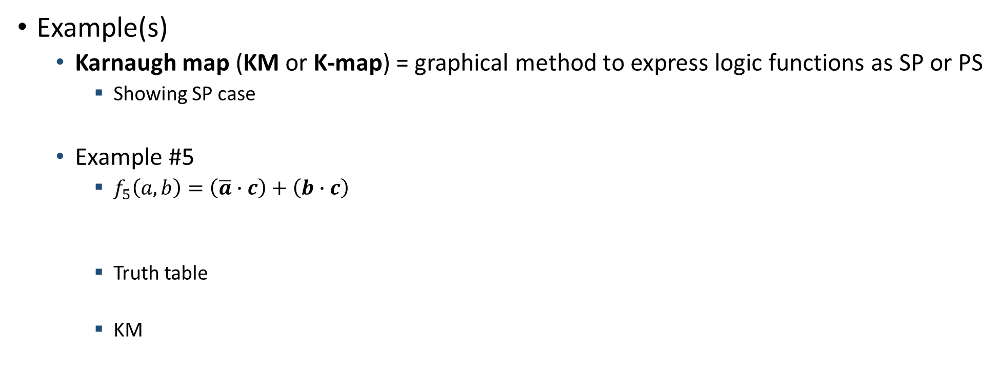 • Example(s)
• Karnaugh map (KM or K-map) = graphical method to express logic functions as SP or PS
▪ Showing SP case
• Example #5
▪ f₅(a, b) = (a̅ · c) + (b · c)
▪ Truth table
▪ KM